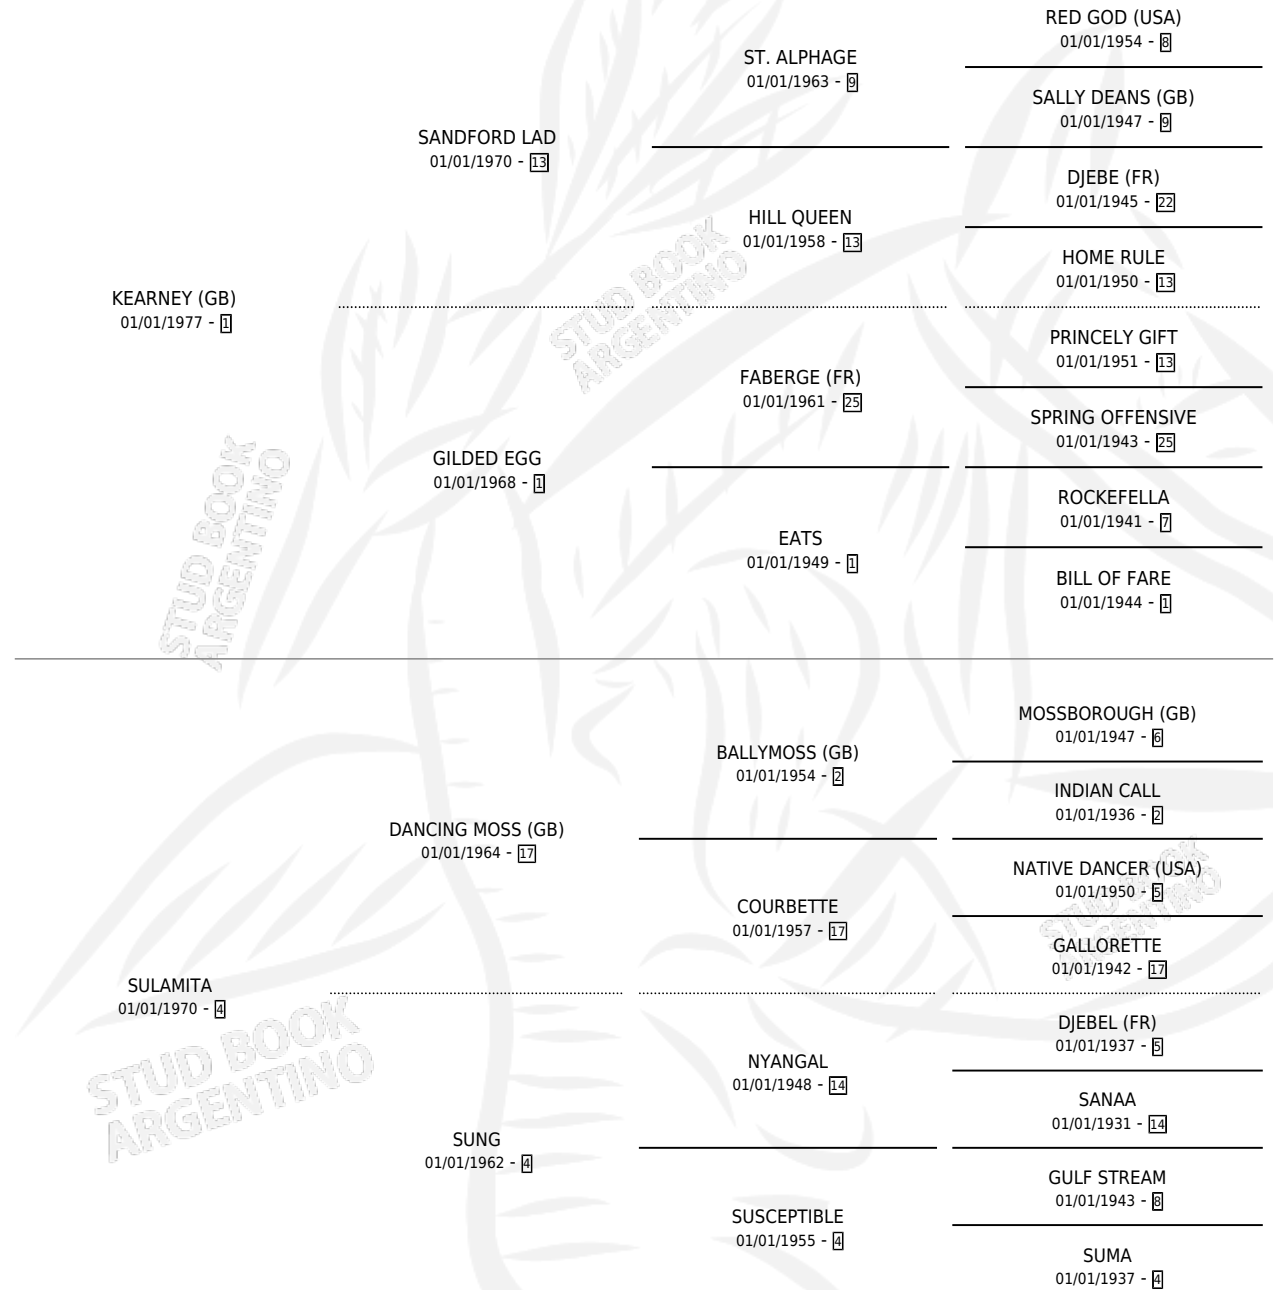 RED GOD (USA)
01/01/1954 - 8
ST. ALPHAGE
01/01/1963 - 9
SALLY DEANS (GB)
01/01/1947 - 9
SANDFORD LAD
01/01/1970 - 13
DJEBE (FR)
01/01/1945 - 22
HILL QUEEN
01/01/1958 - 13
HOME RULE
01/01/1950 - 13
KEARNEY (GB)
01/01/1977 - 1
PRINCELY GIFT
01/01/1951 - 13
FABERGE (FR)
01/01/1961 - 25
SPRING OFFENSIVE
01/01/1943 - 25
GILDED EGG
01/01/1968 - 1
ROCKEFELLA
01/01/1941 - 7
EATS
01/01/1949 - 1
BILL OF FARE
01/01/1944 - 1
STUD BOOK
ARGENTINO
STUD BOOK
ARGENTINO
MOSSBOROUGH (GB)
01/01/1947 - 6
BALLYMOSS (GB)
01/01/1954 - 2
INDIAN CALL
01/01/1936 - 2
DANCING MOSS (GB)
01/01/1964 - 17
NATIVE DANCER (USA)
01/01/1950 - 5
COURBETTE
01/01/1957 - 17
GALLORETTE
01/01/1942 - 17
SULAMITA
01/01/1970 - 4
DJEBEL (FR)
01/01/1937 - 5
NYANGAL
01/01/1948 - 14
SANAA
01/01/1931 - 14
SUNG
01/01/1962 - 4
GULF STREAM
01/01/1943 - 8
SUSCEPTIBLE
01/01/1955 - 4
SUMA
01/01/1937 - 4
STUD BOOK
ARGENTINO
STUD BOOK
ARGENTINO